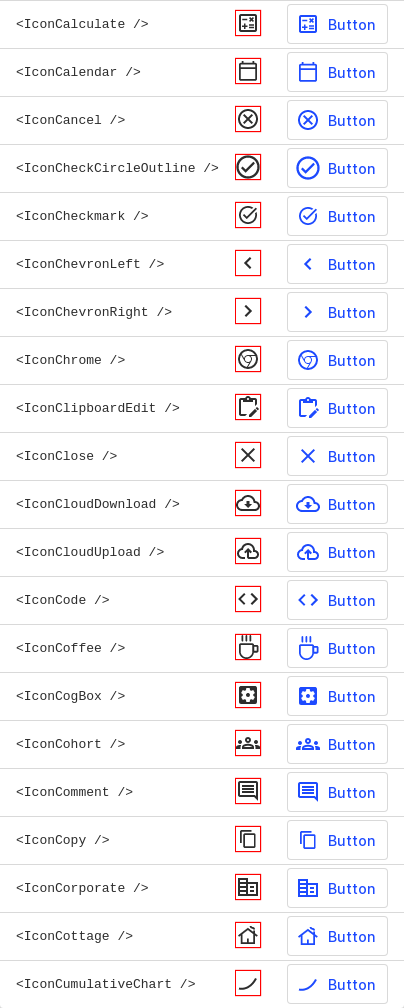 <IconCalculate /> Button
<IconCalendar /> Button
<IconCancel /> Button
<IconCheckCircleOutline /> Button
<IconCheckmark /> Button
<IconChevronLeft /> Button
<IconChevronRight /> Button
<IconChrome /> Button
<IconClipboardEdit /> Button
<IconClose /> Button
<IconCloudDownload /> Button
<IconCloudUpload /> Button
<IconCode /> Button
<IconCoffee /> Button
<IconCogBox /> Button
<IconCohort /> Button
<IconComment /> Button
<IconCopy /> Button
<IconCorporate /> Button
<IconCottage /> Button
<IconCumulativeChart /> Button